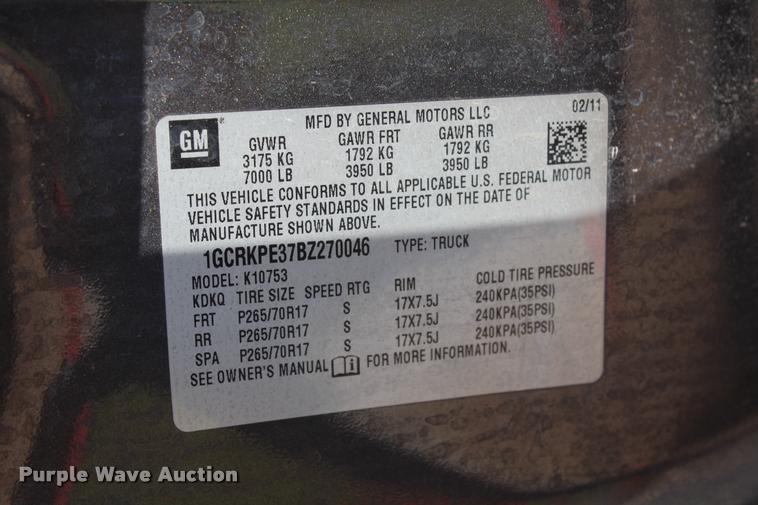 MFD BY GENERAL MOTORS LLC 02/11
GM
GVWR GAWR FRT GAWR RR
3175 KG 1792 KG 1792 KG
7000 LB 3950 LB 3950 LB
THIS VEHICLE CONFORMS TO ALL APPLICABLE U.S. FEDERAL MOTOR
VEHICLE SAFETY STANDARDS IN EFFECT ON THE DATE OF
MANUFACTURE SHOWN ABOVE.
1GCRKPE37BZ270046 TYPE: TRUCK
MODEL: K10753
KDKQ TIRE SIZE SPEED RTG RIM COLD TIRE PRESSURE
FRT P265/70R17 S 17X7.5J 240KPA(35PSI)
RR P265/70R17 S 17X7.5J 240KPA(35PSI)
SPA P265/70R17 S 17X7.5J 240KPA(35PSI)
SEE OWNER'S MANUAL FOR MORE INFORMATION.
Purple Wave Auction